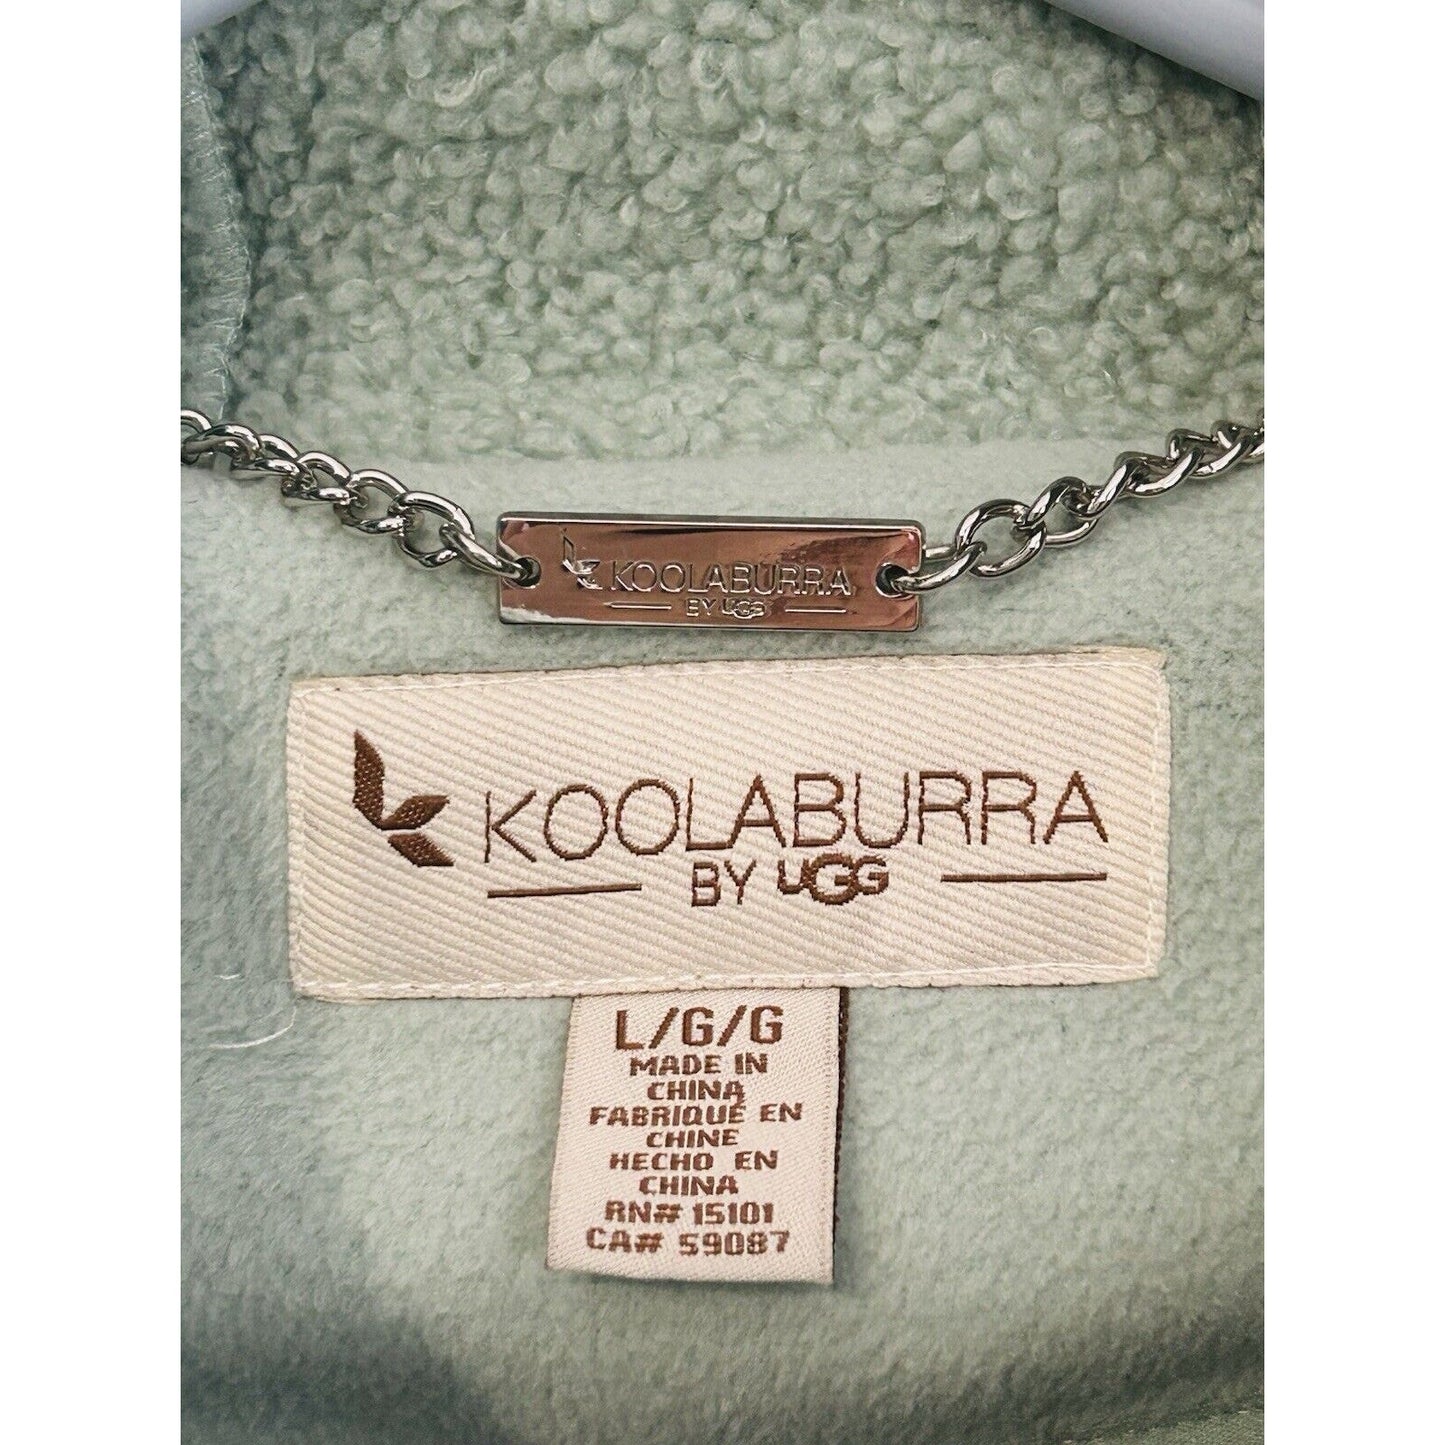 KOOLABURRA
BY UGG
KOOLABURRA
BY UGG
L/G/G
MADE IN
CHINA
FABRIQUÉ EN
CHINE
HECHO EN
CHINA
RN# 15101
CA# 59087